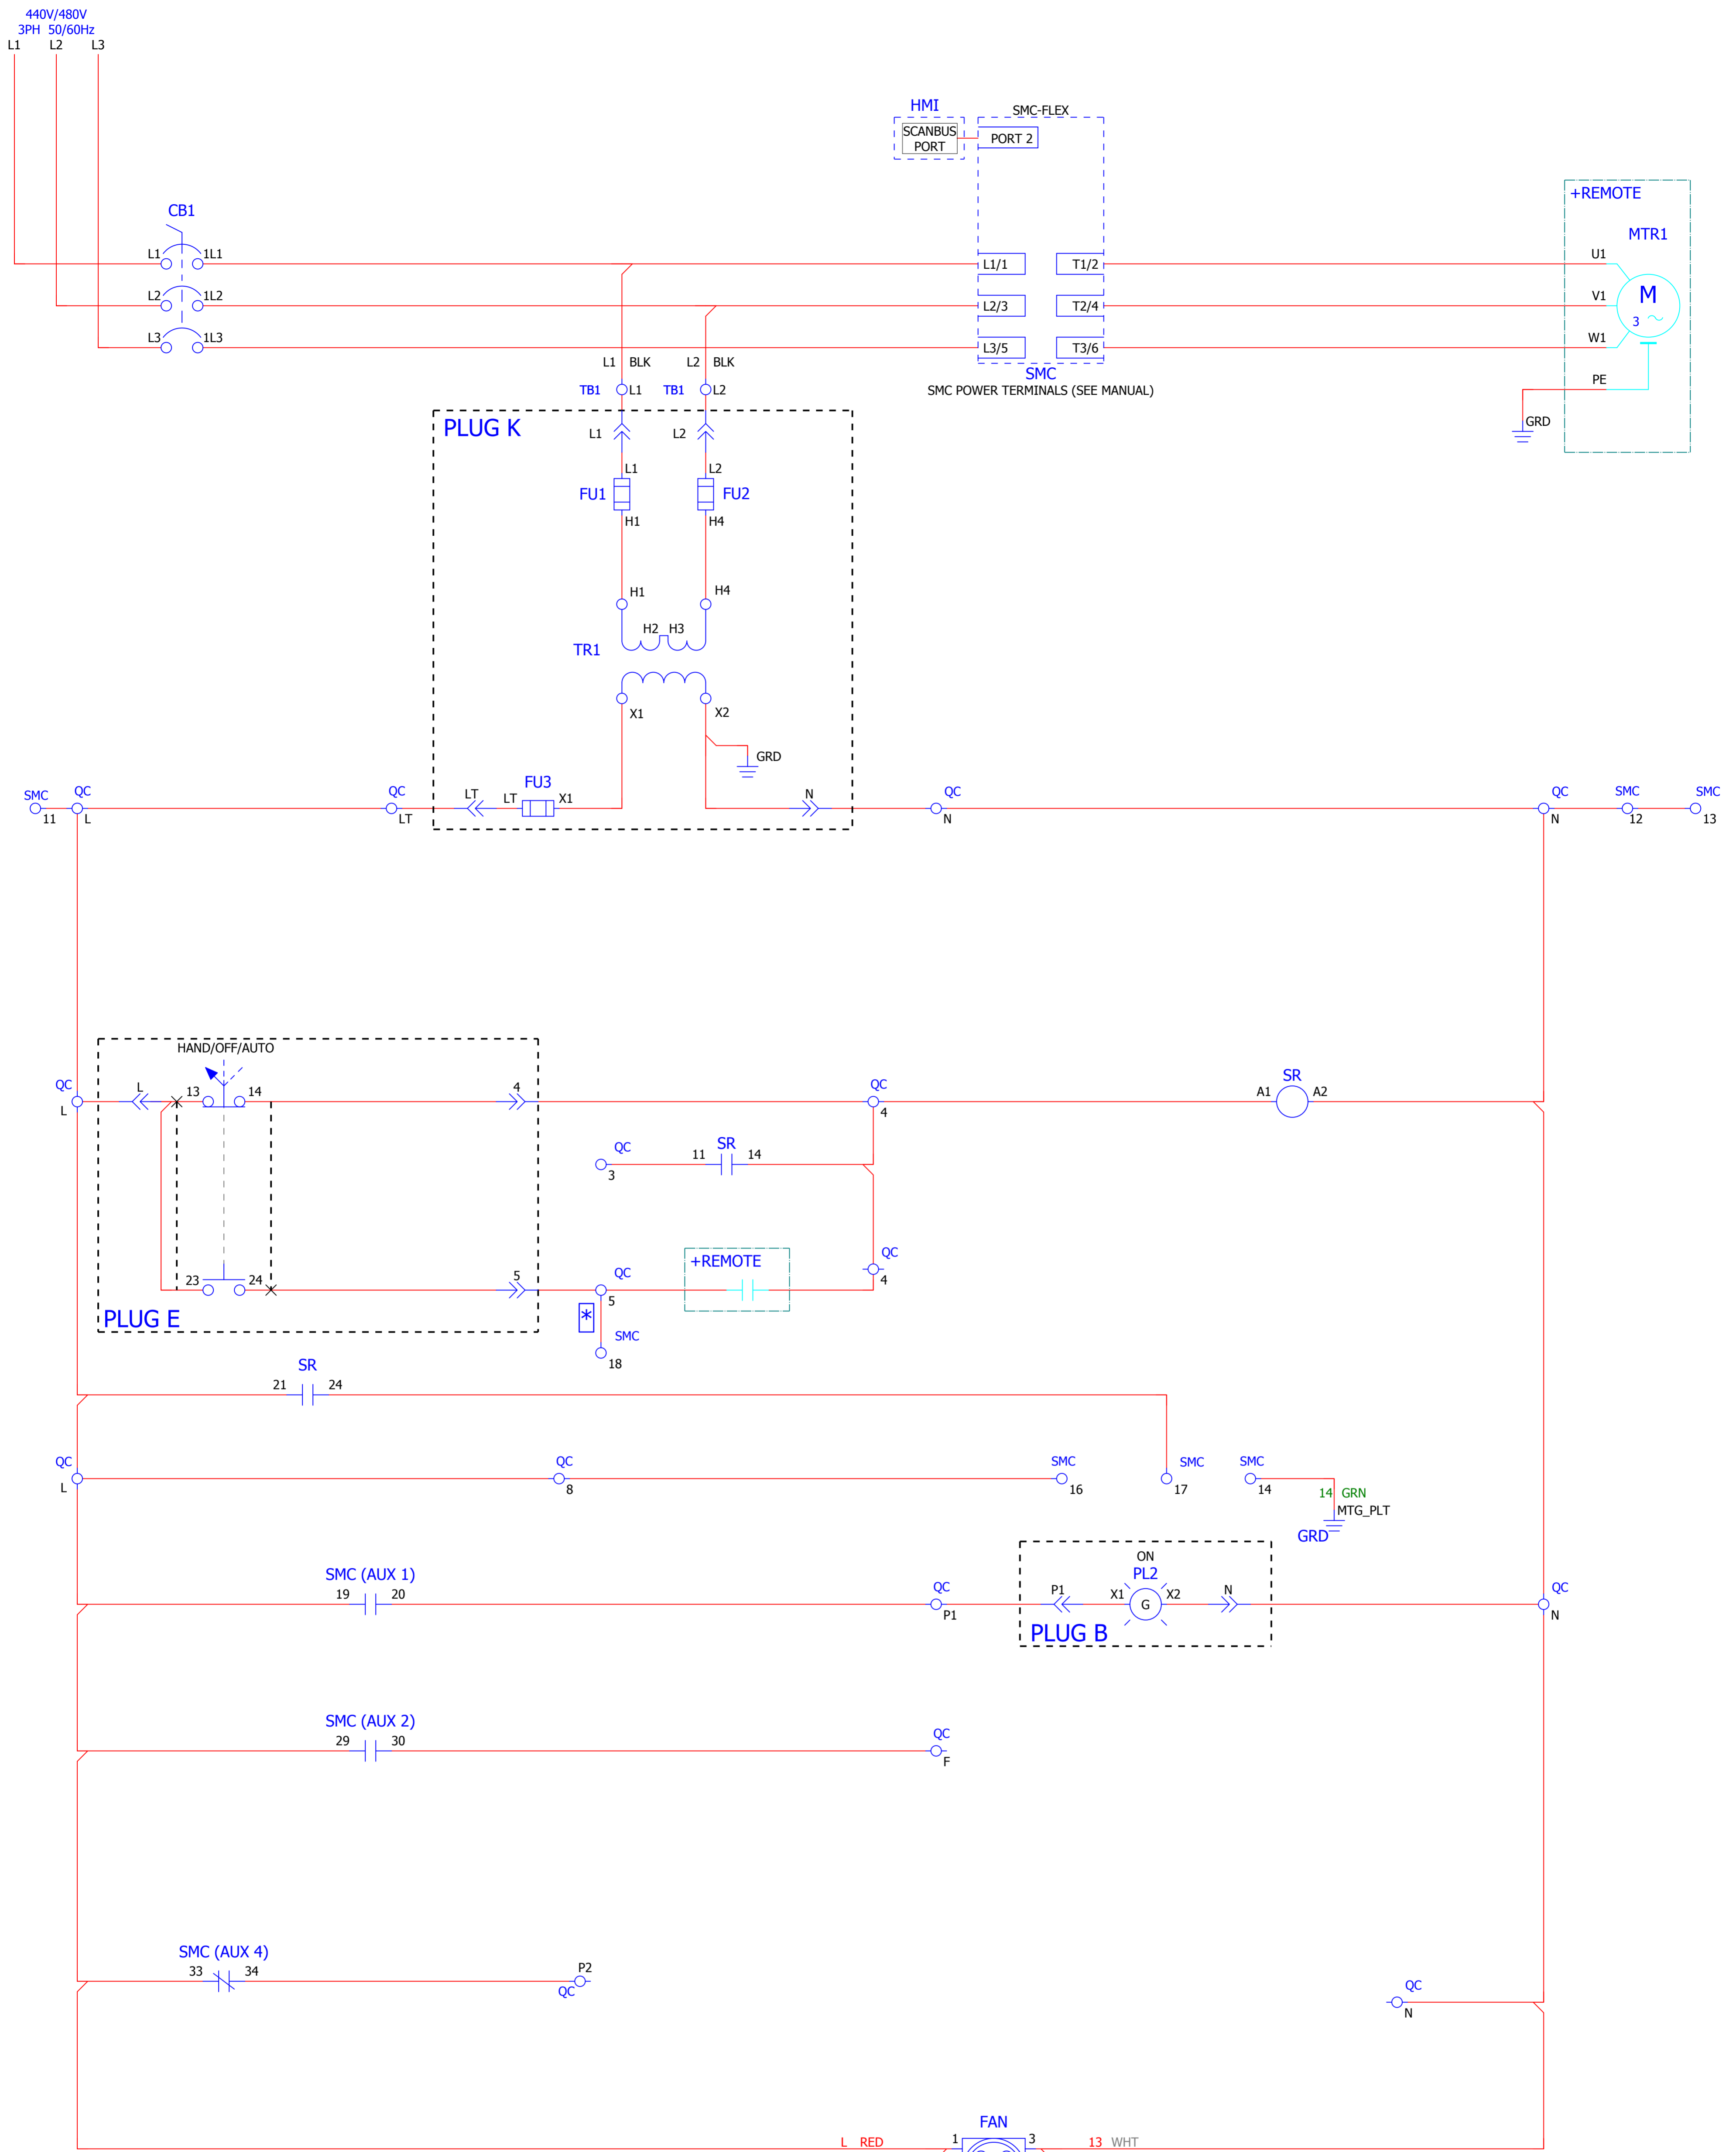 440V/480V
3PH 50/60Hz
L1 L2 L3
HMI
SMC-FLEX
SCANBUS
PORT
PORT 2
+REMOTE
CB1
MTR1
L1 1L1
L1/1 T1/2
U1
L2 1L2
L2/3 T2/4
V1
M
3
L3 1L3
L3/5 T3/6
W1
L1 BLK L2 BLK
SMC
SMC POWER TERMINALS (SEE MANUAL)
PE
TB1 L1 TB1 L2
GRD
PLUG K
L1 L2
L1 L2
FU1 FU2
H1 H4
H1 H4
H2 H3
TR1
X1 X2
GRD
FU3
SMC QC QC
LT LT X1 N
QC QC SMC SMC
11 L LT N N 12 13
HAND/OFF/AUTO
QC L 13 14 4 QC
SR
A1 A2
L 4
QC SR
11 14
3
QC
+REMOTE
4
23 24 5 QC
5
PLUG E
*
SMC
18
SR
21 24
QC QC SMC SMC SMC
L 8 16 17 14
14 GRN
MTG_PLT
GRD
ON
PL2
SMC (AUX 1)
19 20
QC P1 X1 G X2 N QC
P1 N
PLUG B
SMC (AUX 2)
29 30
QC
F
SMC (AUX 4)
33 34
P2
QC
QC
N
FAN
L RED 1 3 13 WHT